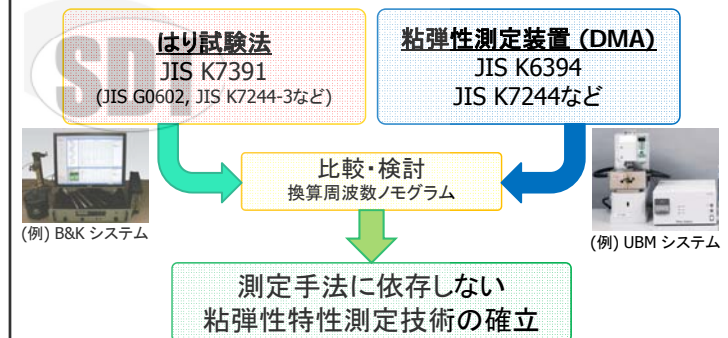 はり試験法
JIS K7391
(JIS G0602, JIS K7244-3など)
粘弾性測定装置 (DMA)
JIS K6394
JIS K7244など
SDT
比較・検討
換算周波数ノモグラム
(例) B&K システム
(例) UBM システム
測定手法に依存しない
粘弾性特性測定技術の確立